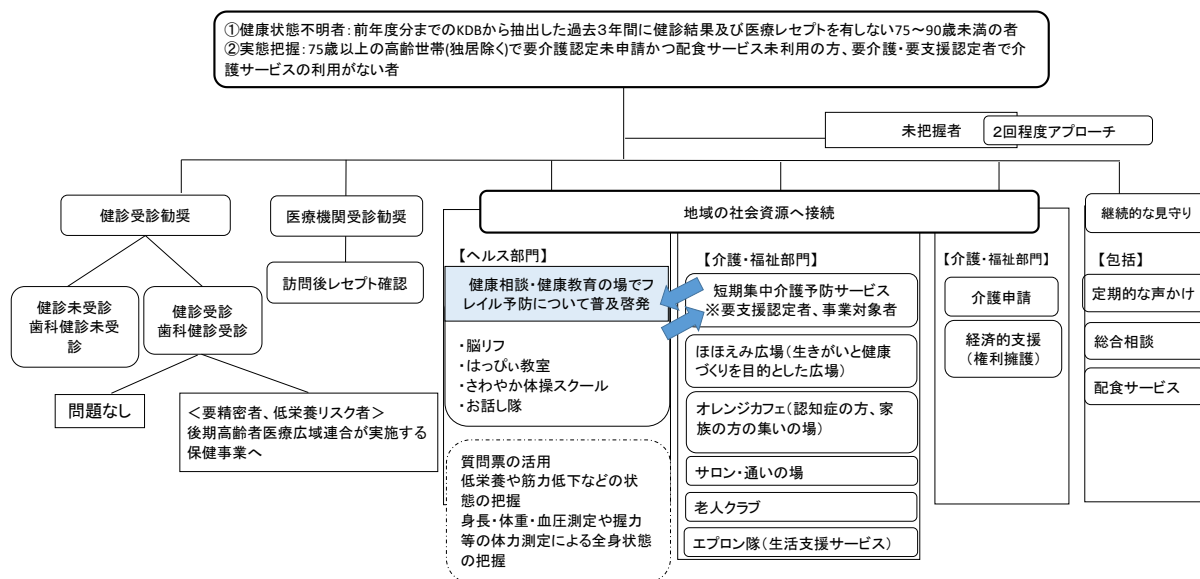 ①健康状態不明者：前年度分までのKDBから抽出した過去３年間に健診結果及び医療レセプトを有しない75～90歳未満の者
②実態把握：75歳以上の高齢世帯(独居除く)で要介護認定未申請かつ配食サービス未利用の方、要介護・要支援認定者で介
護サービスの利用がない者
未把握者
２回程度アプローチ
健診受診勧奨
医療機関受診勧奨
地域の社会資源へ接続
継続的な見守り
訪問後レセプト確認
健診未受診
歯科健診未受
診
健診受診
歯科健診受診
問題なし
＜要精密者、低栄養リスク者＞
後期高齢者医療広域連合が実施する
保健事業へ
【ヘルス部門】
健康相談・健康教育の場でフ
レイル予防について普及啓発
・脳リフ
・はっぴぃ教室
・さわやか体操スクール
・お話し隊
質問票の活用
低栄養や筋力低下などの状
態の把握
身長・体重・血圧測定や握力
等の体力測定による全身状態
の把握
【介護・福祉部門】
短期集中介護予防サービス
※要支援認定者、事業対象者
ほほえみ広場（生きがいと健康
づくりを目的とした広場）
オレンジカフェ（認知症の方、家
族の方の集いの場）
サロン・通いの場
老人クラブ
エプロン隊（生活支援サービス）
【介護・福祉部門】
介護申請
経済的支援
（権利擁護）
【包括】
定期的な声かけ
総合相談
配食サービス